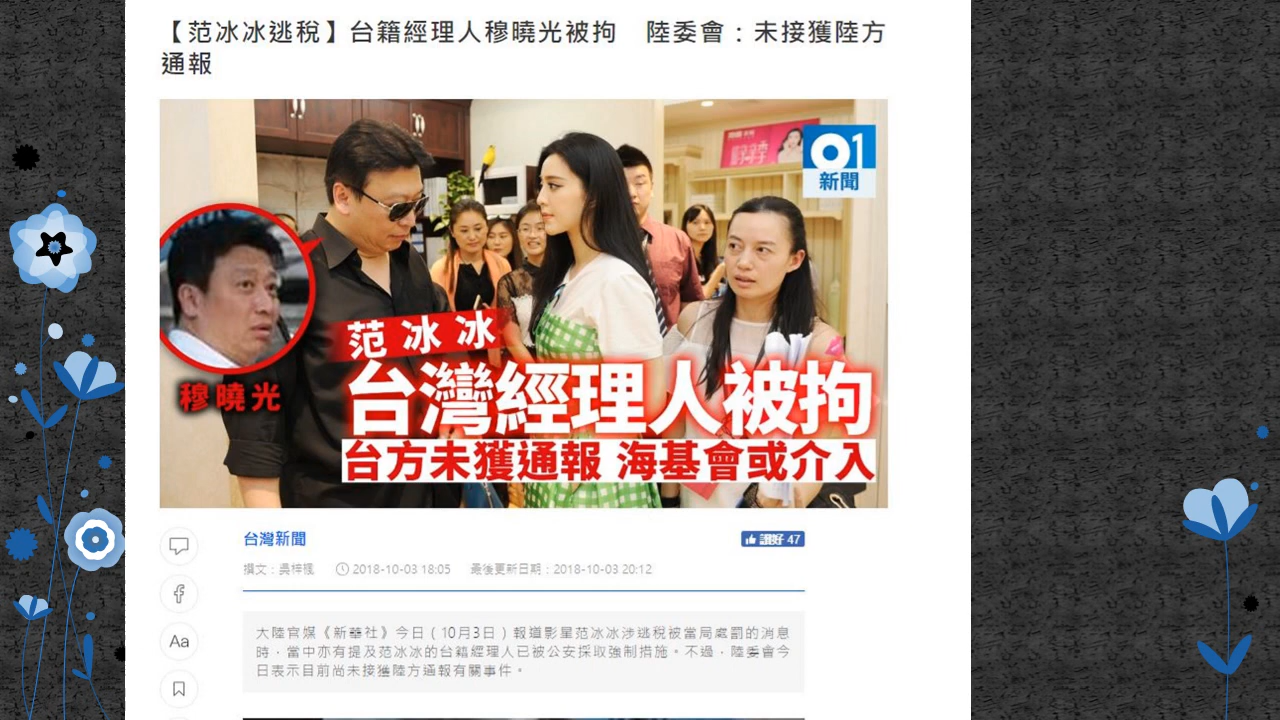 【范冰冰逃稅】台籍經理人穆曉光被拘　陸委會：未接獲陸方
通報
01
新聞
范冰冰
穆曉光
台灣經理人被拘
台方未獲通報 海基會或介入
台灣新聞
讚好 47
撰文：吳梓楓 2018-10-03 18:05 最後更新日期：2018-10-03 20:12
Aa
大陸官媒《新華社》今日（10月3日）報道影星范冰冰涉逃稅被當局處罰的消息
時，當中亦有提及范冰冰的台籍經理人已被公安採取強制措施。不過，陸委會今
日表示目前尚未接獲陸方通報有關事件。